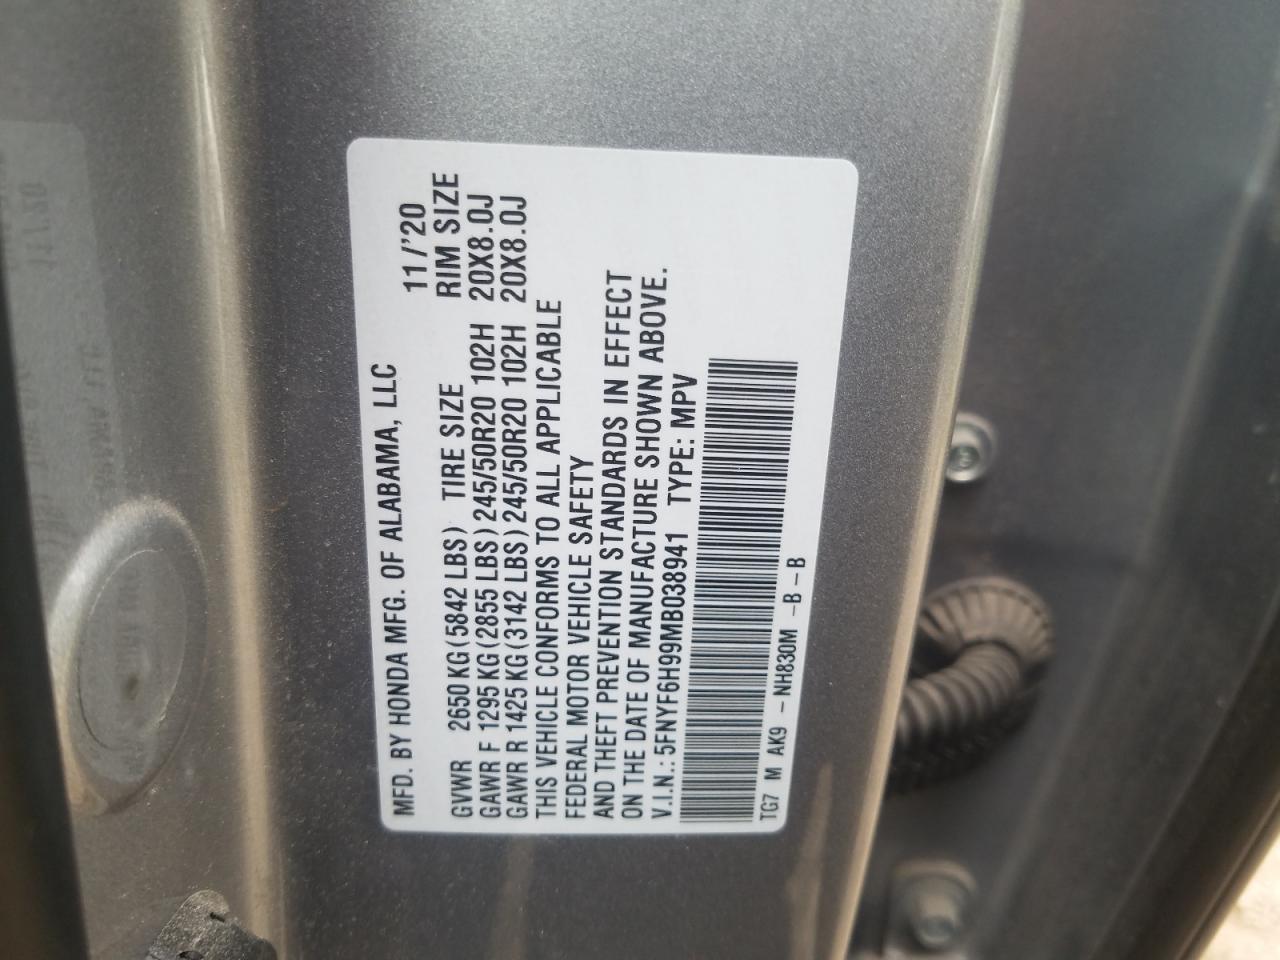 MFD. BY HONDA MFG. OF ALABAMA, LLC 11/'20
GVWR 2650 KG (5842 LBS) TIRE SIZE RIM SIZE
GAWR F 1295 KG (2855 LBS) 245/50R20 102H 20X8.0J
GAWR R 1425 KG (3142 LBS) 245/50R20 102H 20X8.0J
THIS VEHICLE CONFORMS TO ALL APPLICABLE
FEDERAL MOTOR VEHICLE SAFETY
AND THEFT PREVENTION STANDARDS IN EFFECT
ON THE DATE OF MANUFACTURE SHOWN ABOVE.
V.I.N.: 5FNYF6H99MB038941 TYPE: MPV
TG7 M AK9 - NH830M -B-B